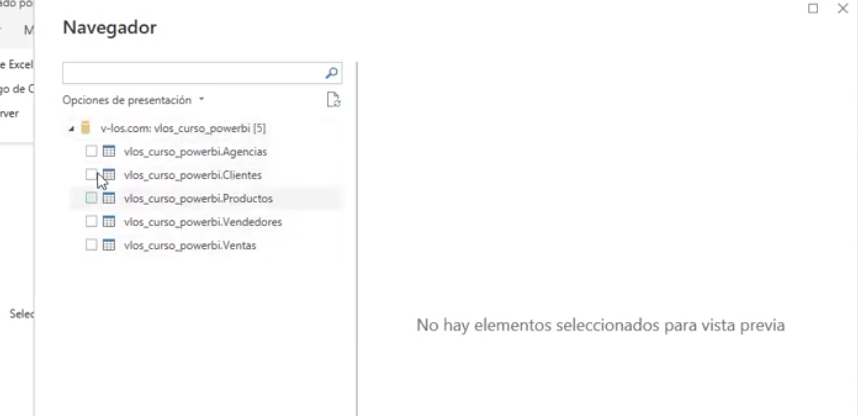 ado po
Navegador
M
e Excel
go de C
Opciones de presentación
rver
v-los.com: vlos_curso_powerbi [5]
vlos_curso_powerbi.Agencias
vlos_curso_powerbi.Clientes
vlos_curso_powerbi.Productos
vlos_curso_powerbi.Vendedores
vlos_curso_powerbi.Ventas
Selec
No hay elementos seleccionados para vista previa